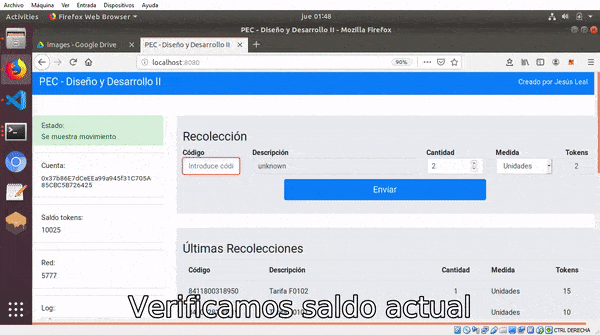 Archivo Máquina Ver Entrada Dispositivos Ayuda
Activities Firefox Web Browser jue 01:48
PEC - Diseño y Desarrollo II - Mozilla Firefox
Images - Google Drive PEC - Diseño y Desarrollo II
localhost:8080 90%
PEC - Diseño y Desarrollo II Creado por Jesús Leal
Estado:
Se muestra movimiento
Cuenta:
0x37b86E7dCeEEa99a945f31C705A
85CBC5B726425
Saldo tokens:
10025
Red:
5777
Log:
Recolección
Código Descripción Cantidad Medida Tokens
Introduce códi unknown 2 Unidades 2
Enviar
Últimas Recolecciones
Código Descripción Cantidad Medida Tokens
8411800318950 Tarifa F0102 1 Unidades 15
Unidades 10
Verificamos saldo actual
CTRL DERECHA